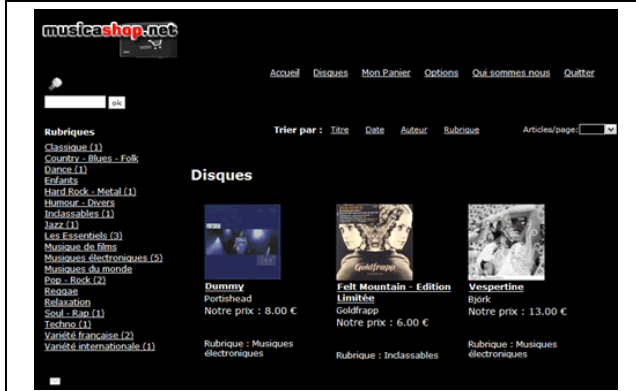 musicashop.net
Accueil Disques Mon Panier Options Qui sommes nous Quitter
ok
Trier par : Titre Date Auteur Rubrique Articles/page:
Rubriques
Classique (1)
Country - Blues - Folk
Dance (1)
Enfants
Hard Rock - Metal (1)
Humour - Divers
Inclassables (1)
Jazz (1)
Les Essentiels (3)
Musique de films
Musiques électroniques (5)
Musiques du monde
Pop - Rock (2)
Reggae
Relaxation
Soul - Rap (1)
Techno (1)
Variété française (2)
Variété internationale (1)
Disques
Dummy
Portishead
Notre prix : 8.00 €
Rubrique : Musiques
électroniques
Goldfrapp
Felt Mountain - Edition
Limitée
Goldfrapp
Notre prix : 6.00 €
Rubrique : Indassables
Vespertine
Björk
Notre prix : 13.00 €
Rubrique : Musiques
électroniques